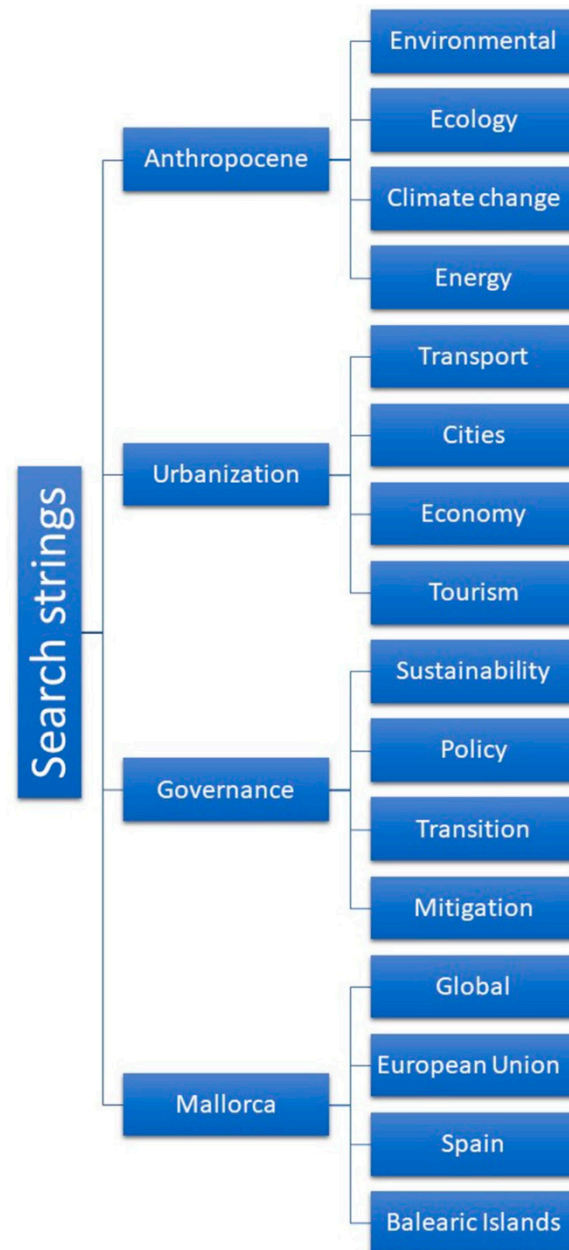 Search strings
Anthropocene
Environmental
Ecology
Climate change
Energy
Urbanization
Transport
Cities
Economy
Tourism
Governance
Sustainability
Policy
Transition
Mitigation
Mallorca
Global
European Union
Spain
Balearic Islands